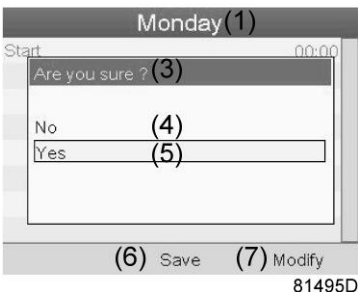 Monday(1)
Start 00:00
Are you sure ?(3)
No (4)
Yes (5)
(6) Save (7) Modify
81495D